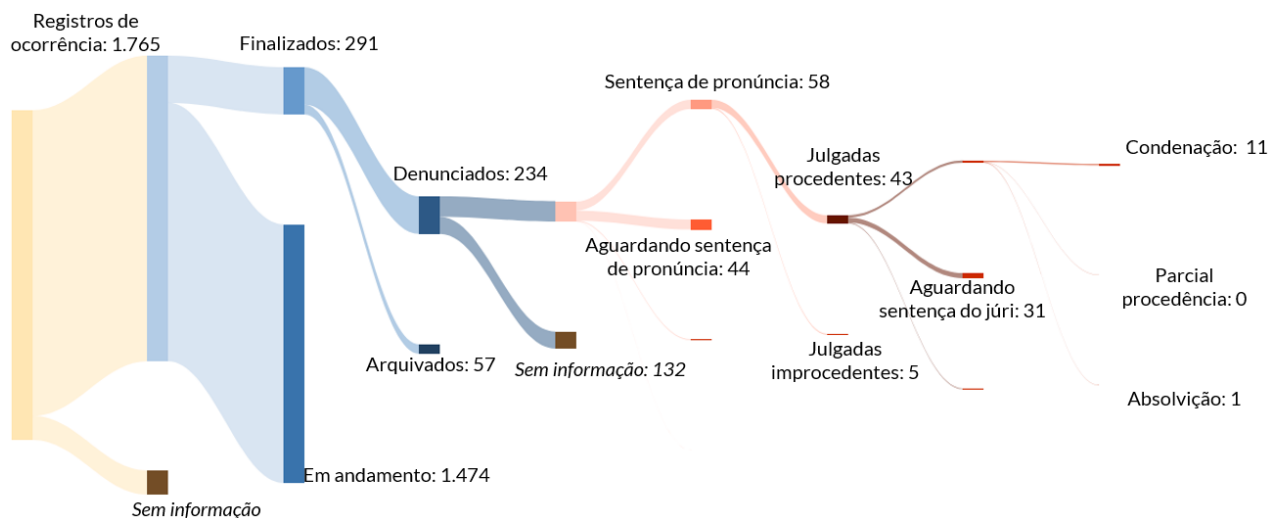 Registros de
ocorrência: 1.765
Finalizados: 291
Sentença de pronúncia: 58
Julgadas
procedentes: 43
Condenação: 11
Denunciados: 234
Aguardando sentença
de pronúncia: 44
Aguardando
sentença do júri: 31
Parcial
procedência: 0
Arquivados: 57
Sem informação: 132
Julgadas
improcedentes: 5
Absolvição: 1
Em andamento: 1.474
Sem informação